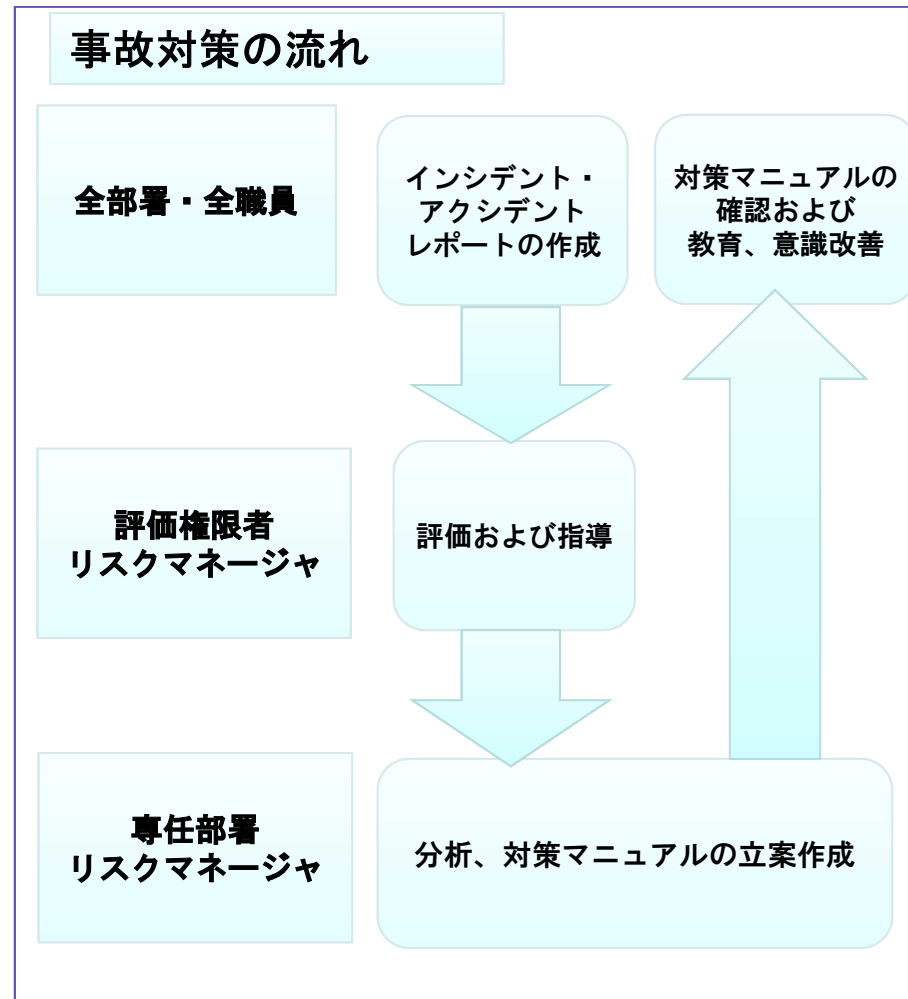 事故対策の流れ
全部署・全職員
インシデント・
アクシデント
レポートの作成
対策マニュアルの
確認および
教育、意識改善
評価権限者
リスクマネージャ
評価および指導
専任部署
リスクマネージャ
分析、対策マニュアルの立案作成